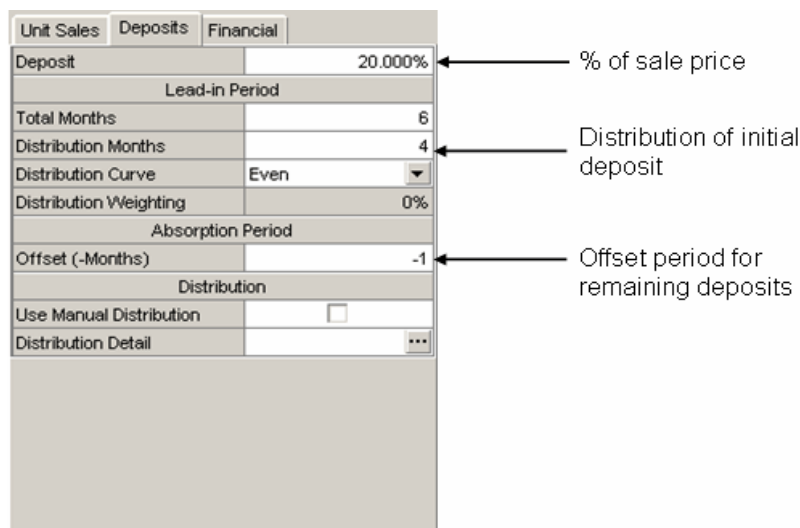 Unit Sales Deposits Financial
Deposit 20.000% % of sale price
Lead-in Period
Total Months 6
Distribution Months 4 Distribution of initial
deposit
Distribution Curve Even
Distribution Weighting 0%
Absorption Period
Offset (-Months) -1 Offset period for
remaining deposits
Distribution
Use Manual Distribution
Distribution Detail ...